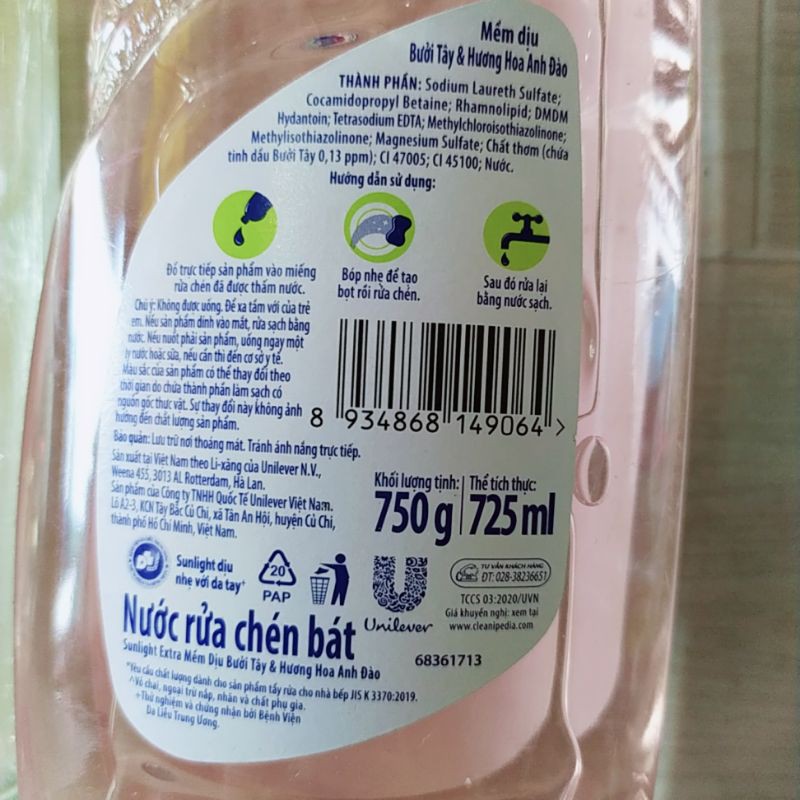 Mềm dịu
Bưởi Tây & Hương Hoa Anh Đào
THÀNH PHẦN: Sodium Laureth Sulfate;
Cocamidopropyl Betaine; Rhamnolipid; DMDM
Hydantoin; Tetrasodium EDTA; Methylchloroisothiazolinone;
Methylisothiazolinone; Magnesium Sulfate; Chất thơm (chứa
tinh dầu Bưởi Tây 0,13 ppm); CI 47005; CI 45100; Nước.
Hướng dẫn sử dụng:
Đổ trực tiếp sản phẩm vào miếng
rửa chén đã được thấm nước.
Bóp nhẹ để tạo
bọt rồi rửa chén.
Sau đó rửa lại
bằng nước sạch.
Chú ý: Không được uống. Để xa tầm với của trẻ
em. Nếu sản phẩm dính vào mắt, rửa sạch bằng
nước. Nếu nuốt phải sản phẩm, uống ngay một
ly nước hoặc sữa, nếu cần thì đến cơ sở y tế.
Màu sắc của sản phẩm có thể thay đổi theo
thời gian do chứa thành phần làm sạch có
nguồn gốc thực vật. Sự thay đổi này không ảnh
hưởng đến chất lượng sản phẩm.
8 934868 149064 >
Bảo quản: Lưu trữ nơi thoáng mát. Tránh ánh nắng trực tiếp.
Sản xuất tại Việt Nam theo Li-xăng của Unilever N.V.,
Weena 455, 3013 AL Rotterdam, Hà Lan.
Sản phẩm của Công ty TNHH Quốc Tế Unilever Việt Nam.
Lô A2-3, KCN Tây Bắc Củ Chi, xã Tân An Hội, huyện Củ Chi,
thành phố Hồ Chí Minh, Việt Nam.
Khối lượng tịnh:
750 g
Thể tích thực:
725 ml
Sunlight dịu
nhẹ với da tay+
20
PAP
Unilever
TƯ VẤN KHÁCH HÀNG
ĐT: 028-38236651
TCCS 03:2020/UVN
Giá khuyến nghị: xem tại
www.cleanipedia.com
Nước rửa chén bát
Sunlight Extra Mềm Dịu Bưởi Tây & Hương Hoa Anh Đào
68361713
*Yêu cầu chất lượng dành cho sản phẩm tẩy rửa cho nhà bếp JIS K 3370:2019.
^Vỏ chai, ngoại trừ nắp, nhãn và chất phụ gia.
+Thử nghiệm và chứng nhận bởi Bệnh Viện
Da Liễu Trung Ương.